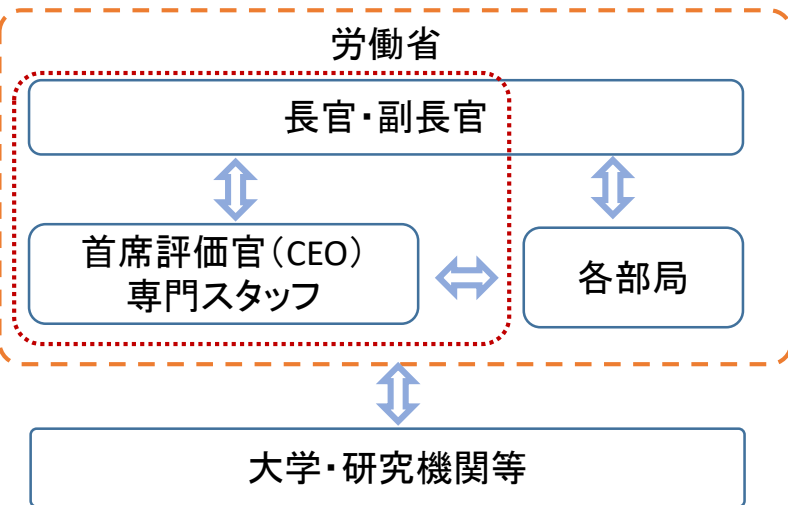 労働省
長官・副長官
首席評価官（CEO）
専門スタッフ
各部局
大学・研究機関等